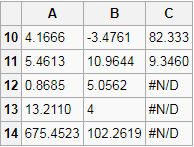 A B C
10 4.1666 -3.4761 82.333
11 5.4613 10.9644 9.3460
12 0.8685 5.0562 #N/D
13 13.2110 4 #N/D
14 675.4523 102.2619 #N/D